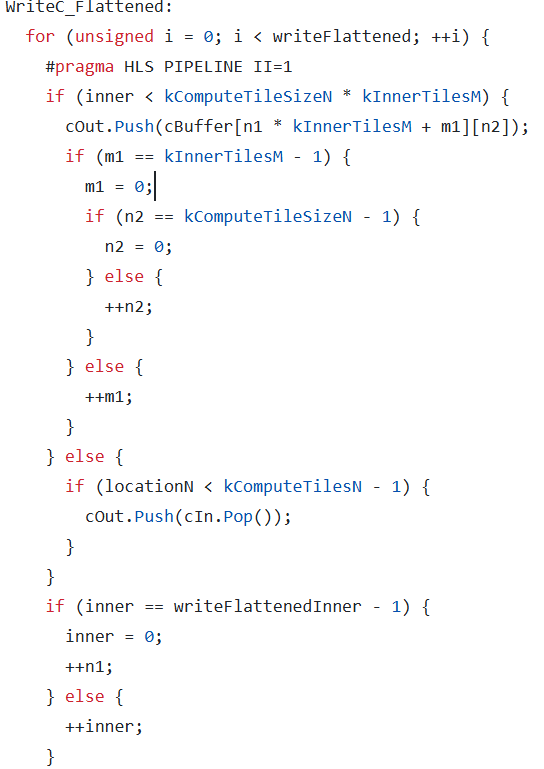 WriteC_Flattened:
for (unsigned i = 0; i < writeFlattened; ++i) {
#pragma HLS PIPELINE II=1
if (inner < kComputeTileSizeN * kInnerTilesM) {
cOut.Push(cBuffer[n1 * kInnerTilesM + m1][n2]);
if (m1 == kInnerTilesM - 1) {
m1 = 0;
if (n2 == kComputeTileSizeN - 1) {
n2 = 0;
} else {
++n2;
}
} else {
++m1;
}
} else {
if (locationN < kComputeTilesN - 1) {
cOut.Push(cIn.Pop());
}
}
if (inner == writeFlattenedInner - 1) {
inner = 0;
++n1;
} else {
++inner;
}